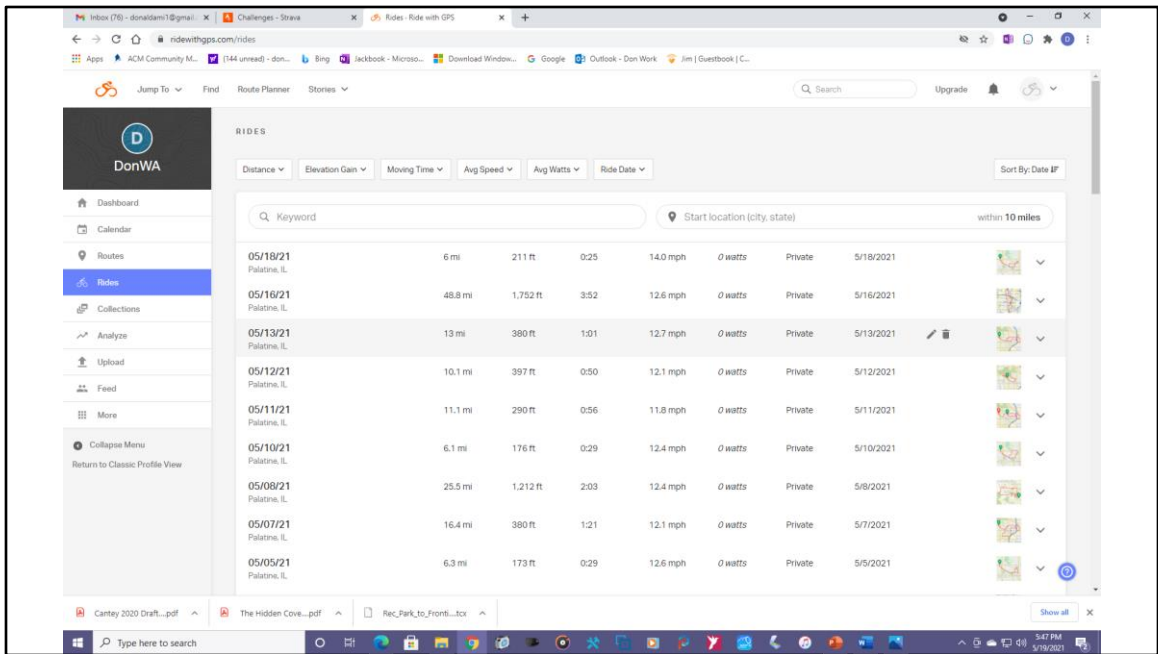 Inbox (76) - donaldami1@gmail. Challenges - Strava Rides - Ride with GPS
ridewithgps.com/rides
Apps ACM Community M... (144 unread) - don... Bing Jackbook - Microso... Download Window... Google Outlook - Don Work Jim | Guestbook | C...
Jump To Find Route Planner Stories Search Upgrade
D
DonWA
Dashboard
Calendar
Routes
Rides
Collections
Analyze
Upload
Feed
More
Collapse Menu
Return to Classic Profile View
RIDES
Distance Elevation Gain Moving Time Avg Speed Avg Watts Ride Date Sort By: Date
Keyword Start location (city, state) within 10 miles
05/18/21 6 mi 211 ft 0:25 14.0 mph 0 watts Private 5/18/2021
Palatine, IL
05/16/21 48.8 mi 1,752 ft 3:52 12.6 mph 0 watts Private 5/16/2021
Palatine, IL
05/13/21 13 mi 380 ft 1:01 12.7 mph 0 watts Private 5/13/2021
Palatine, IL
05/12/21 10.1 mi 397 ft 0:50 12.1 mph 0 watts Private 5/12/2021
Palatine, IL
05/11/21 11.1 mi 290 ft 0:56 11.8 mph 0 watts Private 5/11/2021
Palatine, IL
05/10/21 6.1 mi 176 ft 0:29 12.4 mph 0 watts Private 5/10/2021
Palatine, IL
05/08/21 25.5 mi 1,212 ft 2:03 12.4 mph 0 watts Private 5/8/2021
Palatine, IL
05/07/21 16.4 mi 380 ft 1:21 12.1 mph 0 watts Private 5/7/2021
Palatine, IL
05/05/21 6.3 mi 173 ft 0:29 12.6 mph 0 watts Private 5/5/2021
Palatine, IL
Cantey 2020 Draft....pdf The Hidden Cove....pdf Rec_Park_to_Fronti....tcx Show all
Type here to search 5:47 PM
5/19/2021